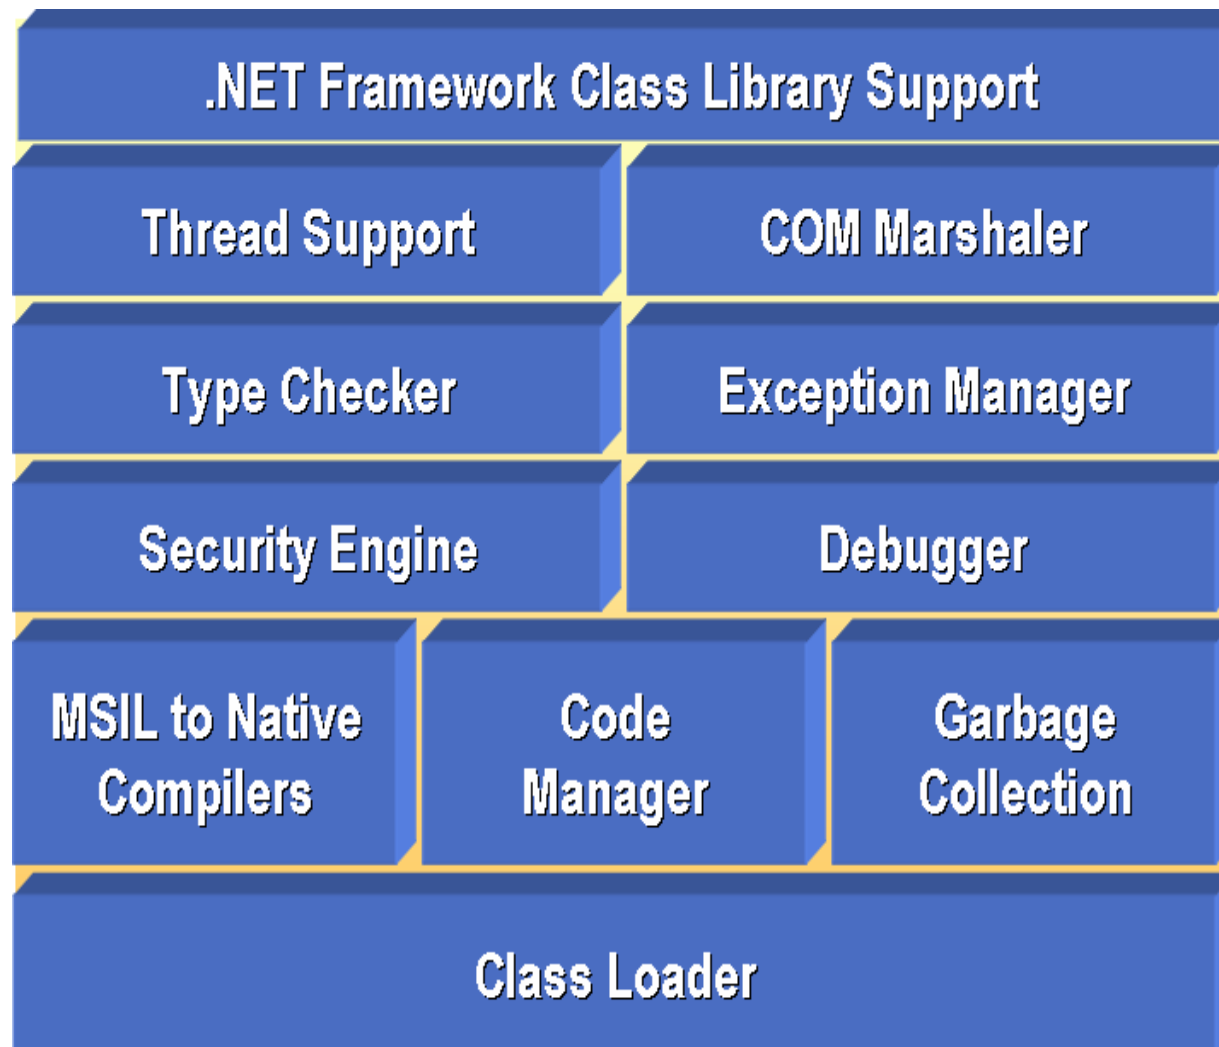 .NET Framework Class Library Support
Thread Support
COM Marshaler
Type Checker
Exception Manager
Security Engine
Debugger
MSIL to Native
Compilers
Code
Manager
Garbage
Collection
Class Loader